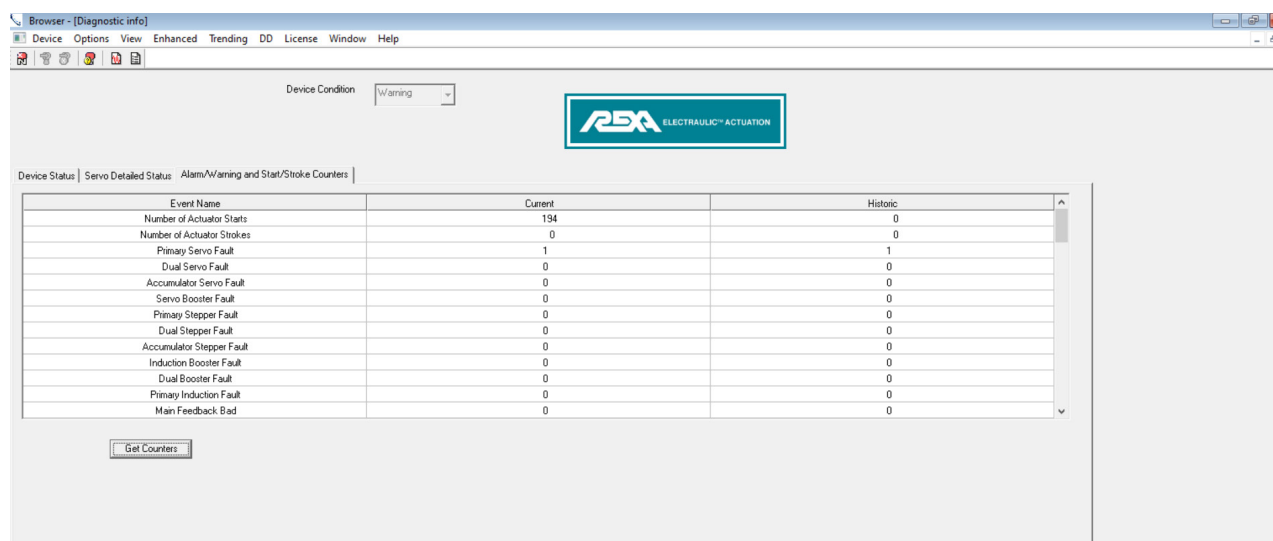 Browser - [Diagnostic info]
Device Options View Enhanced Trending DD License Window Help
Device Condition Warning
REXA ELECTRAULIC™ ACTUATION
Device Status Servo Detailed Status Alarm/Warning and Start/Stroke Counters
Event Name Current Historic
Number of Actuator Starts 194 0
Number of Actuator Strokes 0 0
Primary Servo Fault 1 1
Dual Servo Fault 0 0
Accumulator Servo Fault 0 0
Servo Booster Fault 0 0
Primary Stepper Fault 0 0
Dual Stepper Fault 0 0
Accumulator Stepper Fault 0 0
Induction Booster Fault 0 0
Dual Booster Fault 0 0
Primary Induction Fault 0 0
Main Feedback Bad 0 0
Get Counters